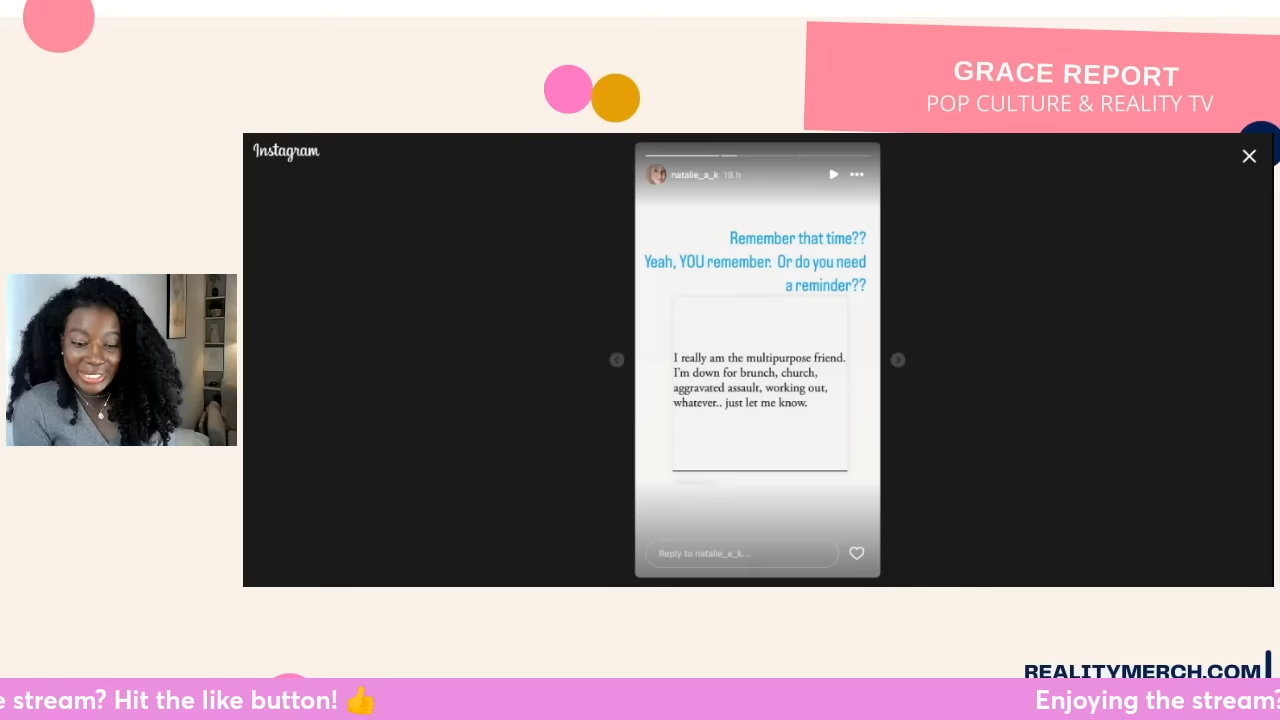 GRACE REPORT
POP CULTURE & REALITY TV
Instagram
natalie_a_k 18 h
Remember that time??
Yeah, YOU remember. Or do you need
a reminder??
I really am the multipurpose friend.
I'm down for brunch, church,
aggravated assault, working out,
whatever.. just let me know.
Reply to natalie_a_k...
REALITYMERCH.COM
e stream? Hit the like button! 👍 Enjoying the stream?